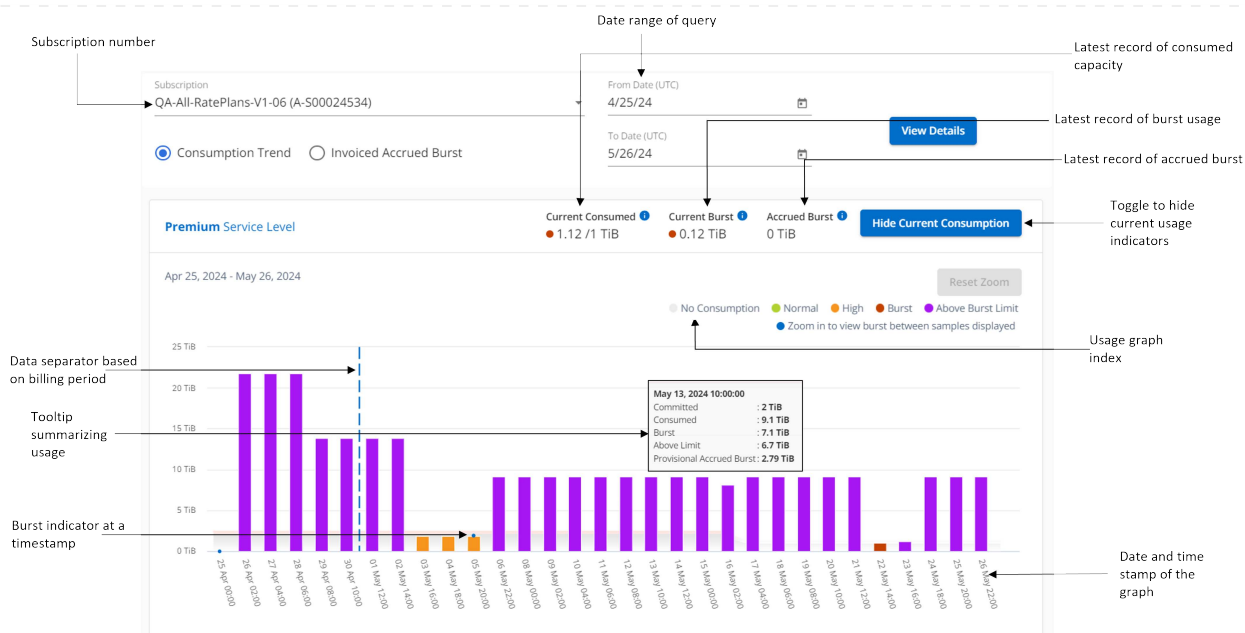 Date range of query
Subscription number
Latest record of consumed
capacity
Subscription
QA-All-RatePlans-V1-06 (A-S00024534)
From Date (UTC)
4/25/24
Latest record of burst usage
View Details
To Date (UTC)
5/26/24
Consumption Trend
Invoiced Accrued Burst
Latest record of accrued burst
Premium Service Level
Current Consumed
1.12 /1 TiB
Current Burst
0.12 TiB
Accrued Burst
0 TiB
Hide Current Consumption
Toggle to hide
current usage
indicators
Apr 25, 2024 - May 26, 2024
Reset Zoom
No Consumption
Normal
High
Burst
Above Burst Limit
Zoom in to view burst between samples displayed
Usage graph
index
Data separator based
on billing period
Tooltip
summarizing
usage
Burst indicator at a
timestamp
25 TiB
20 TiB
15 TiB
10 TiB
5 TiB
0 TiB
May 13, 2024 10:00:00
Committed : 2 TiB
Consumed : 9.1 TiB
Burst : 7.1 TiB
Above Limit : 6.7 TiB
Provisional Accrued Burst : 2.79 TiB
25 Apr 00:00
26 Apr 02:00
27 Apr 04:00
28 Apr 06:00
29 Apr 08:00
30 Apr 10:00
01 May 12:00
02 May 14:00
03 May 16:00
04 May 18:00
05 May 20:00
06 May 22:00
08 May 00:00
09 May 02:00
10 May 04:00
11 May 06:00
12 May 08:00
13 May 10:00
14 May 12:00
15 May 00:00
16 May 02:00
17 May 04:00
18 May 06:00
19 May 08:00
20 May 10:00
21 May 12:00
22 May 14:00
23 May 16:00
24 May 18:00
25 May 20:00
26 May 22:00
Date and time
stamp of the
graph